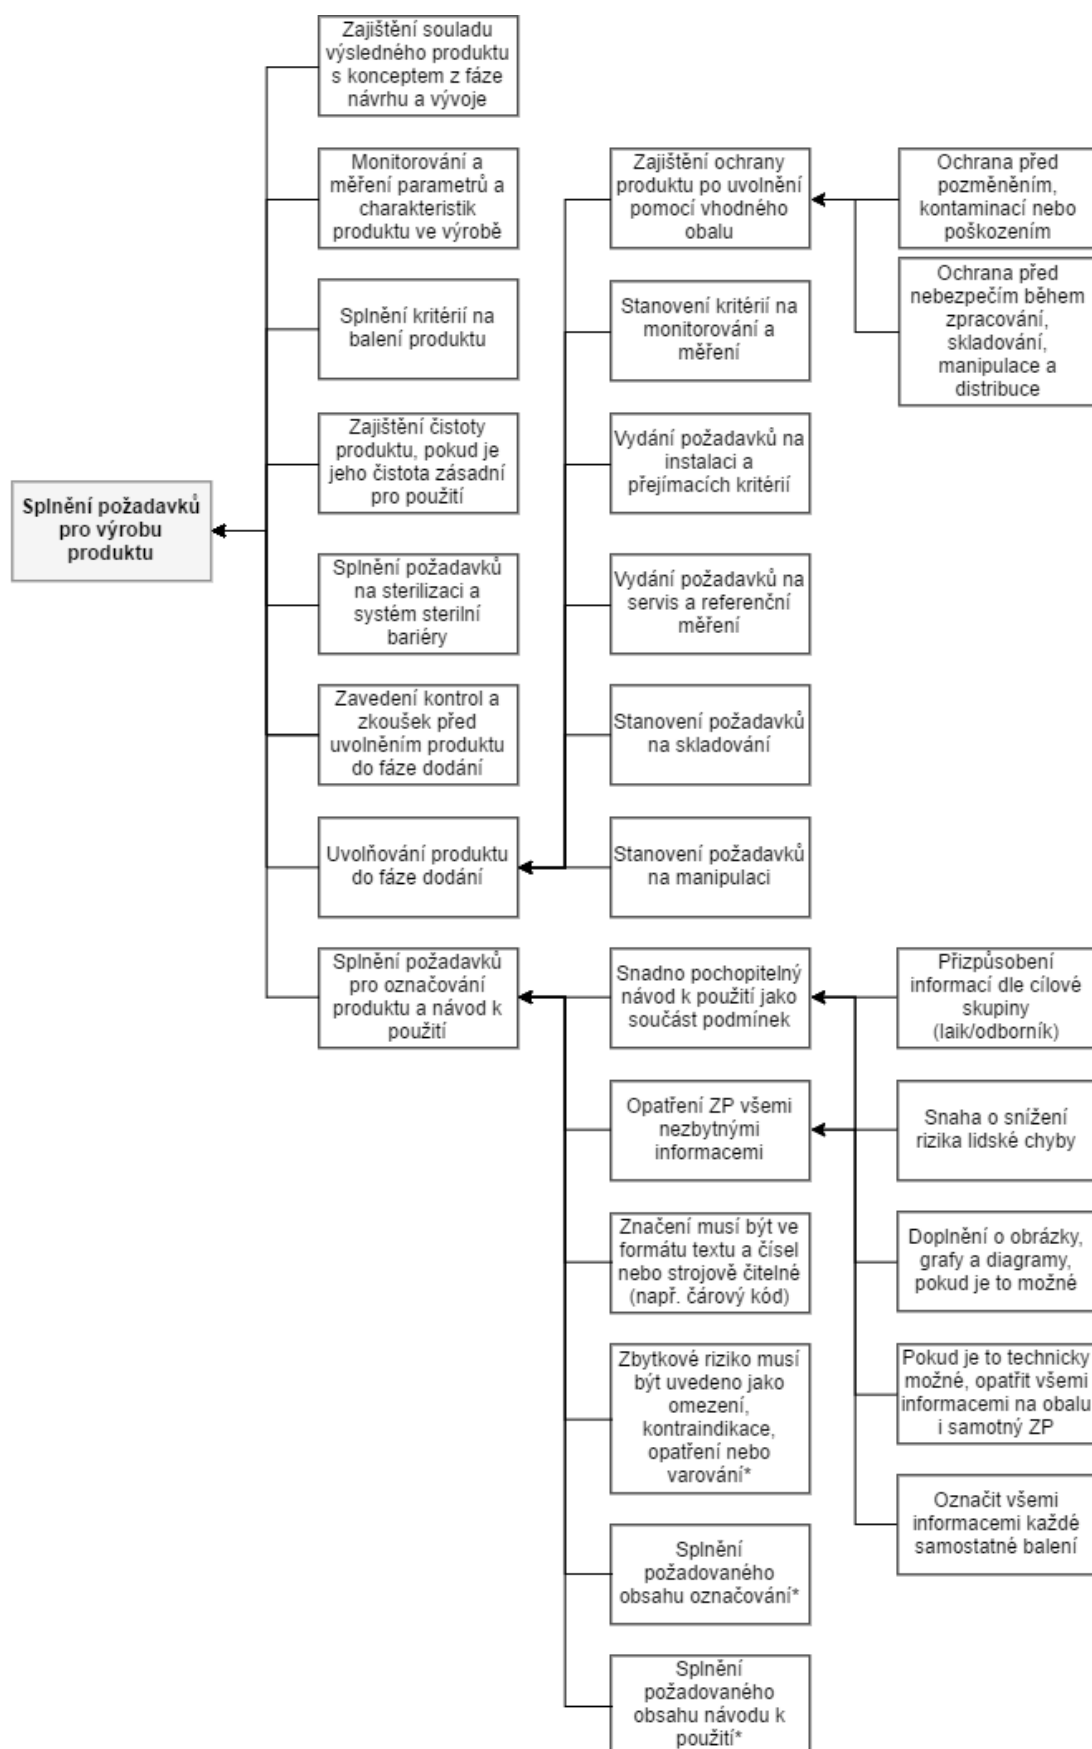 Zajištění souladu
výsledného produktu
s konceptem z fáze
návrhu a vývoje
Monitorování a
měření parametrů a
charakteristik
produktu ve výrobě
Splnění kritérií na
balení produktu
Zajištění čistoty
produktu, pokud je
jeho čistota zásadní
pro použití
Splnění požadavků
pro výrobu
produktu
Splnění požadavků
na sterilizaci a
systém sterilní
bariéry
Zavedení kontrol a
zkoušek před
uvolněním produktu
do fáze dodání
Uvolňování produktu
do fáze dodání
Splnění požadavků
pro označování
produktu a návod k
použití
Zajištění ochrany
produktu po uvolnění
pomocí vhodného
obalu
Stanovení kritérií na
monitorování a
měření
Vydání požadavků na
instalaci a
přejímacích kritérií
Vydání požadavků na
servis a referenční
měření
Stanovení požadavků
na skladování
Stanovení požadavků
na manipulaci
Snadno pochopitelný
návod k použití jako
součást podmínek
Opatření ZP všemi
nezbytnými
informacemi
Značení musí být ve
formátu textu a čísel
nebo strojově čitelné
(např. čárový kód)
Zbytkové riziko musí
být uvedeno jako
omezení,
kontraindikace,
opatření nebo
varování*
Splnění
požadovaného
obsahu označování*
Splnění
požadovaného
obsahu návodu k
použití*
Ochrana před
pozměněním,
kontaminací nebo
poškozením
Ochrana před
nebezpečím během
zpracování,
skladování,
manipulace a
distribuce
Přizpůsobení
informací dle cílové
skupiny
(laik/odborník)
Snaha o snížení
rizika lidské chyby
Doplnění o obrázky,
grafy a diagramy,
pokud je to možné
Pokud je to technicky
možné, opatřit všemi
informacemi na obalu
i samotný ZP
Označit všemi
informacemi každé
samostatné balení